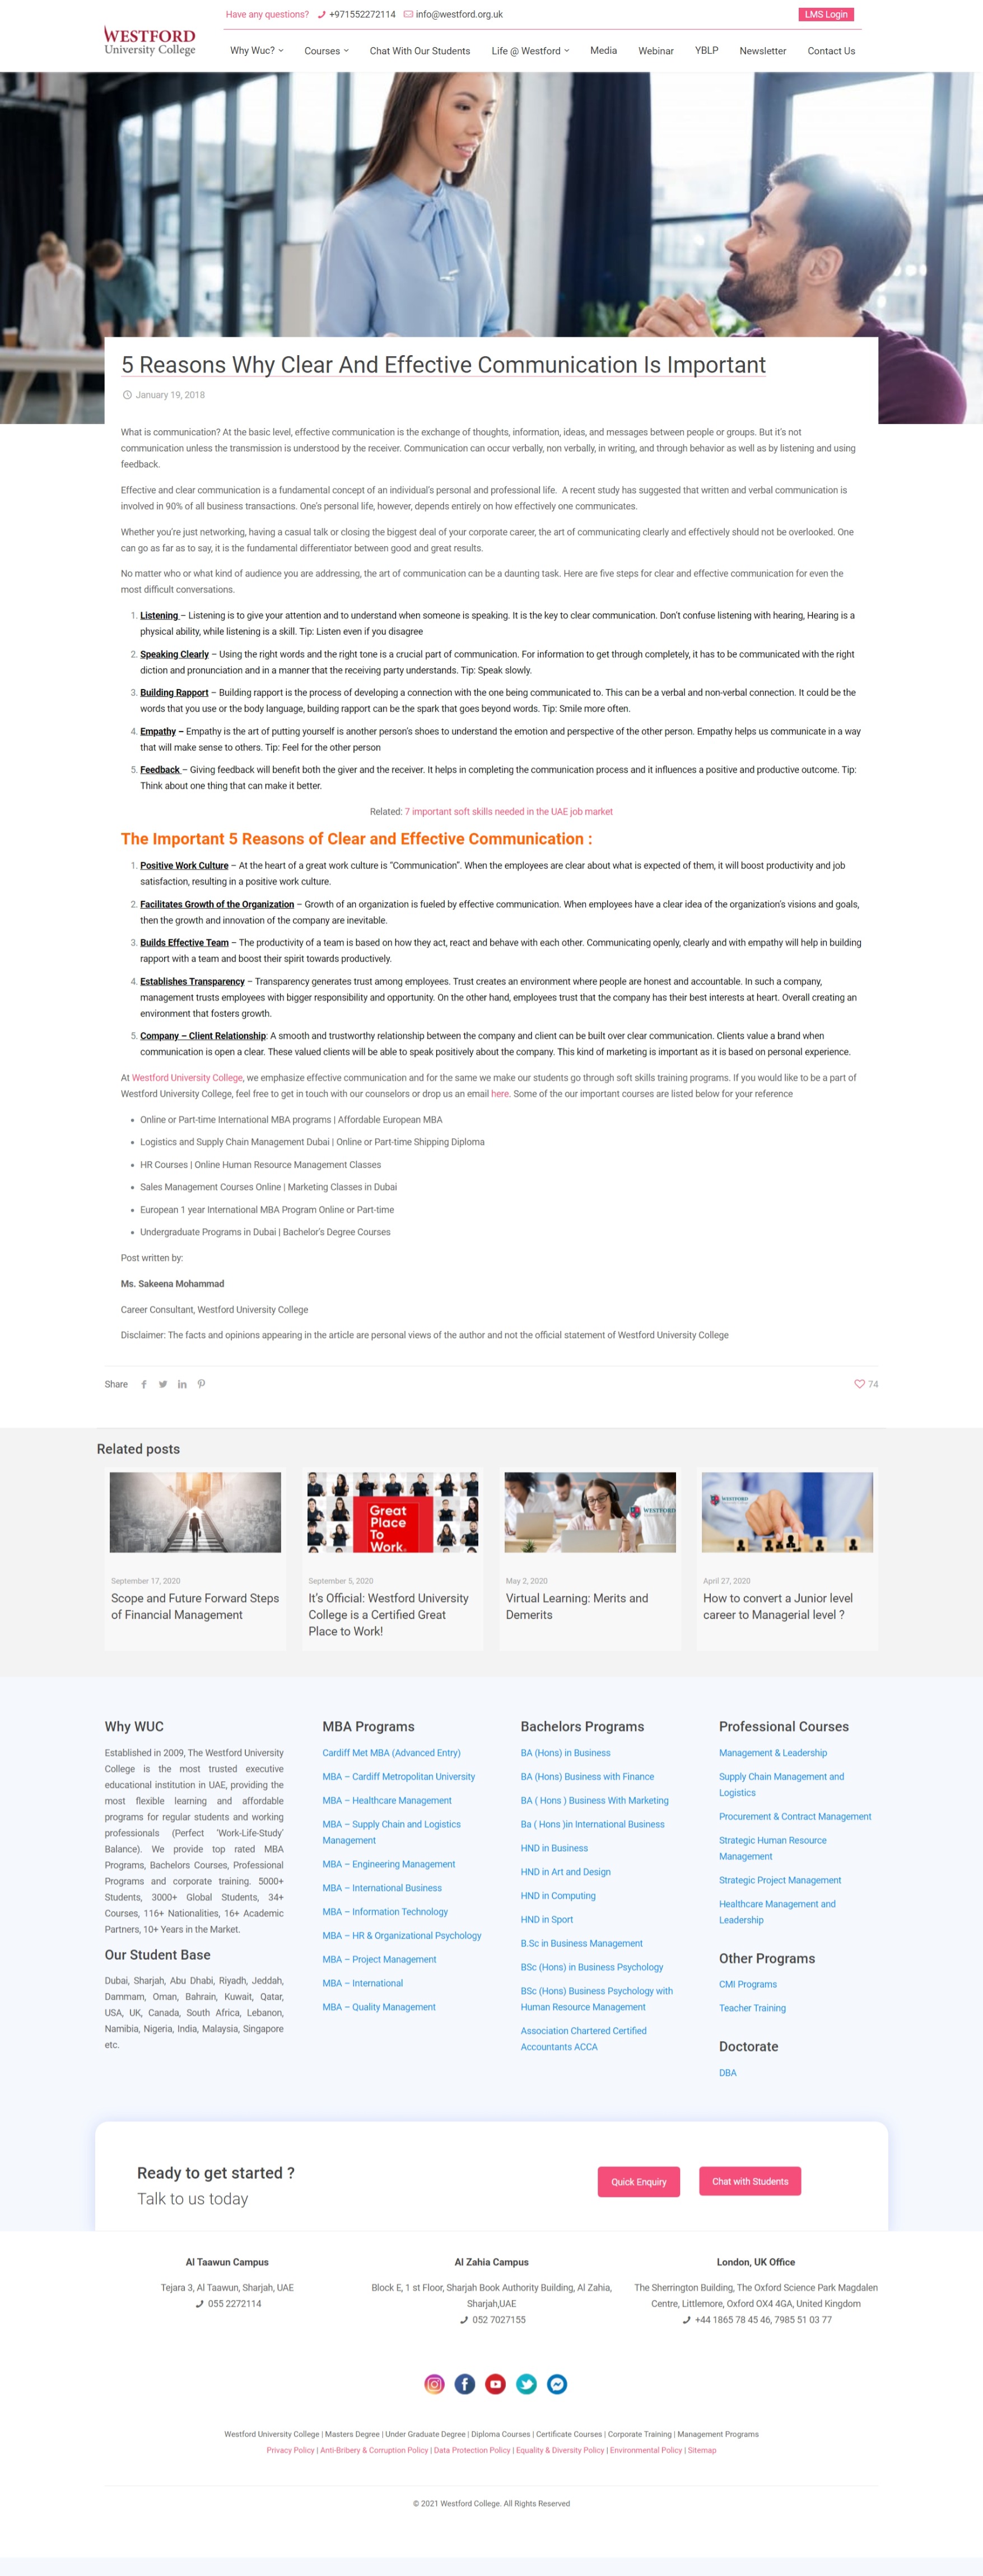 Have any questions? +971552272114 info@westford.org.uk LMS Login
WESTFORD
University College
Why Wuc? Courses Chat With Our Students Life @ Westford Media Webinar YBLP Newsletter Contact Us
5 Reasons Why Clear And Effective Communication Is Important
January 19, 2018
What is communication? At the basic level, effective communication is the exchange of thoughts, information, ideas, and messages between people or groups. But it's not
communication unless the transmission is understood by the receiver. Communication can occur verbally, non verbally, in writing, and through behavior as well as by listening and using
feedback.
Effective and clear communication is a fundamental concept of an individual's personal and professional life. A recent study has suggested that written and verbal communication is
involved in 90% of all business transactions. One's personal life, however, depends entirely on how effectively one communicates.
Whether you're just networking, having a casual talk or closing the biggest deal of your corporate career, the art of communicating clearly and effectively should not be overlooked. One
can go as far as to say, it is the fundamental differentiator between good and great results.
No matter who or what kind of audience you are addressing, the art of communication can be a daunting task. Here are five steps for clear and effective communication for even the
most difficult conversations.
1. Listening – Listening is to give your attention and to understand when someone is speaking. It is the key to clear communication. Don't confuse listening with hearing, Hearing is a
physical ability, while listening is a skill. Tip: Listen even if you disagree
2. Speaking Clearly – Using the right words and the right tone is a crucial part of communication. For information to get through completely, it has to be communicated with the right
diction and pronunciation and in a manner that the receiving party understands. Tip: Speak slowly.
3. Building Rapport – Building rapport is the process of developing a connection with the one being communicated to. This can be a verbal and non-verbal connection. It could be the
words that you use or the body language, building rapport can be the spark that goes beyond words. Tip: Smile more often.
4. Empathy – Empathy is the art of putting yourself is another person's shoes to understand the emotion and perspective of the other person. Empathy helps us communicate in a way
that will make sense to others. Tip: Feel for the other person
5. Feedback – Giving feedback will benefit both the giver and the receiver. It helps in completing the communication process and it influences a positive and productive outcome. Tip:
Think about one thing that can make it better.
Related: 7 important soft skills needed in the UAE job market
The Important 5 Reasons of Clear and Effective Communication :
1. Positive Work Culture – At the heart of a great work culture is "Communication". When the employees are clear about what is expected of them, it will boost productivity and job
satisfaction, resulting in a positive work culture.
2. Facilitates Growth of the Organization – Growth of an organization is fueled by effective communication. When employees have a clear idea of the organization's visions and goals,
then the growth and innovation of the company are inevitable.
3. Builds Effective Team – The productivity of a team is based on how they act, react and behave with each other. Communicating openly, clearly and with empathy will help in building
rapport with a team and boost their spirit towards productively.
4. Establishes Transparency – Transparency generates trust among employees. Trust creates an environment where people are honest and accountable. In such a company,
management trusts employees with bigger responsibility and opportunity. On the other hand, employees trust that the company has their best interests at heart. Overall creating an
environment that fosters growth.
5. Company – Client Relationship: A smooth and trustworthy relationship between the company and client can be built over clear communication. Clients value a brand when
communication is open a clear. These valued clients will be able to speak positively about the company. This kind of marketing is important as it is based on personal experience.
At Westford University College, we emphasize effective communication and for the same we make our students go through soft skills training programs. If you would like to be a part of
Westford University College, feel free to get in touch with our counselors or drop us an email here. Some of the our important courses are listed below for your reference
• Online or Part-time International MBA programs | Affordable European MBA
• Logistics and Supply Chain Management Dubai | Online or Part-time Shipping Diploma
• HR Courses | Online Human Resource Management Classes
• Sales Management Courses Online | Marketing Classes in Dubai
• European 1 year International MBA Program Online or Part-time
• Undergraduate Programs in Dubai | Bachelor's Degree Courses
Post written by:
Ms. Sakeena Mohammad
Career Consultant, Westford University College
Disclaimer: The facts and opinions appearing in the article are personal views of the author and not the official statement of Westford University College
Share 74
Related posts
Great
Place
To
Work.
WESTFORD
WESTFORD
September 17, 2020
Scope and Future Forward Steps
of Financial Management
September 5, 2020
It's Official: Westford University
College is a Certified Great
Place to Work!
May 2, 2020
Virtual Learning: Merits and
Demerits
April 27, 2020
How to convert a Junior level
career to Managerial level ?
Why WUC
Established in 2009, The Westford University
College is the most trusted executive
educational institution in UAE, providing the
most flexible learning and affordable
programs for regular students and working
professionals (Perfect 'Work-Life-Study'
Balance). We provide top rated MBA
Programs, Bachelors Courses, Professional
Programs and corporate training. 5000+
Students, 3000+ Global Students, 34+
Courses, 116+ Nationalities, 16+ Academic
Partners, 10+ Years in the Market.
Our Student Base
Dubai, Sharjah, Abu Dhabi, Riyadh, Jeddah,
Dammam, Oman, Bahrain, Kuwait, Qatar,
USA, UK, Canada, South Africa, Lebanon,
Namibia, Nigeria, India, Malaysia, Singapore
etc.
MBA Programs
Cardiff Met MBA (Advanced Entry)
MBA – Cardiff Metropolitan University
MBA – Healthcare Management
MBA – Supply Chain and Logistics
Management
MBA – Engineering Management
MBA – International Business
MBA – Information Technology
MBA – HR & Organizational Psychology
MBA – Project Management
MBA – International
MBA – Quality Management
Bachelors Programs
BA (Hons) in Business
BA (Hons) Business with Finance
BA ( Hons ) Business With Marketing
Ba ( Hons )in International Business
HND in Business
HND in Art and Design
HND in Computing
HND in Sport
B.Sc in Business Management
BSc (Hons) in Business Psychology
BSc (Hons) Business Psychology with
Human Resource Management
Association Chartered Certified
Accountants ACCA
Professional Courses
Management & Leadership
Supply Chain Management and
Logistics
Procurement & Contract Management
Strategic Human Resource
Management
Strategic Project Management
Healthcare Management and
Leadership
Other Programs
CMI Programs
Teacher Training
Doctorate
DBA
Ready to get started ?
Talk to us today
Quick Enquiry Chat with Students
Al Taawun Campus
Tejara 3, Al Taawun, Sharjah, UAE
055 2272114
Al Zahia Campus
Block E, 1 st Floor, Sharjah Book Authority Building, Al Zahia,
Sharjah,UAE
052 7027155
London, UK Office
The Sherrington Building, The Oxford Science Park Magdalen
Centre, Littlemore, Oxford OX4 4GA, United Kingdom
+44 1865 78 45 46, 7985 51 03 77
Westford University College | Masters Degree | Under Graduate Degree | Diploma Courses | Certificate Courses | Corporate Training | Management Programs
Privacy Policy | Anti-Bribery & Corruption Policy | Data Protection Policy | Equality & Diversity Policy | Environmental Policy | Sitemap
© 2021 Westford College. All Rights Reserved